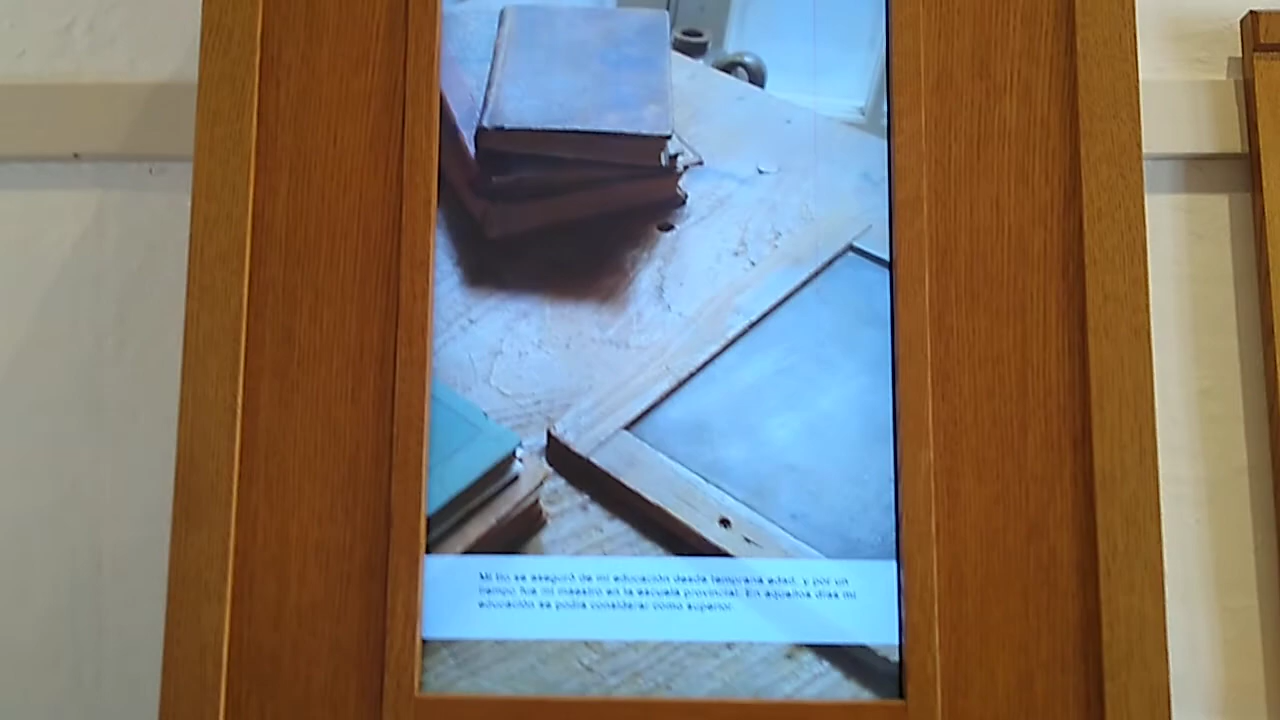 Mi tío se aseguró de mi educación desde temprana edad, y por un
tiempo fue mi maestro en la escuela provincial. En aquellos días mi
educación se podía considerar como superior.